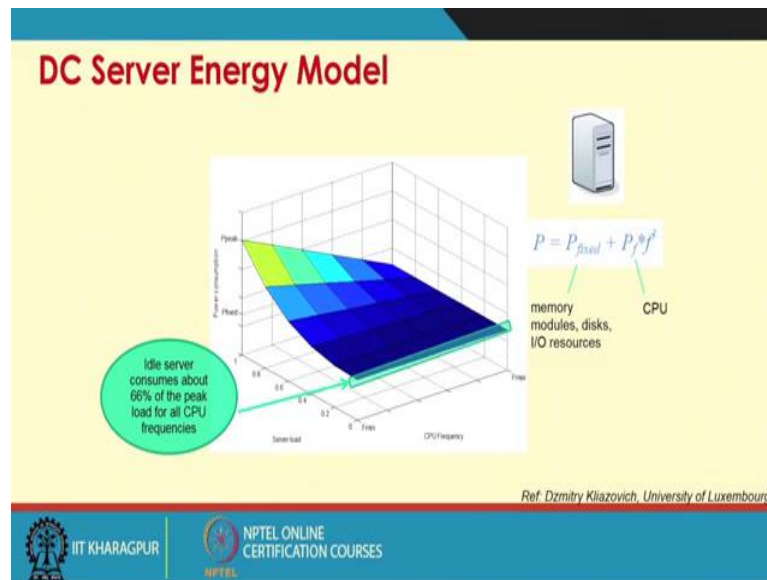 DC Server Energy Model
Ppeak
Pfixed
Power consumption
1
0.8
0.6
0.4
0.2
0
Server load
Fmin
CPU Frequency
Fmax
Idle server
consumes about
66% of the peak
load for all CPU
frequencies
P = Pfixed + Pf*f³
memory
modules, disks,
I/O resources
CPU
Ref: Dzmitry Kliazovich, University of Luxembourg
IIT KHARAGPUR
NPTEL
NPTEL ONLINE
CERTIFICATION COURSES